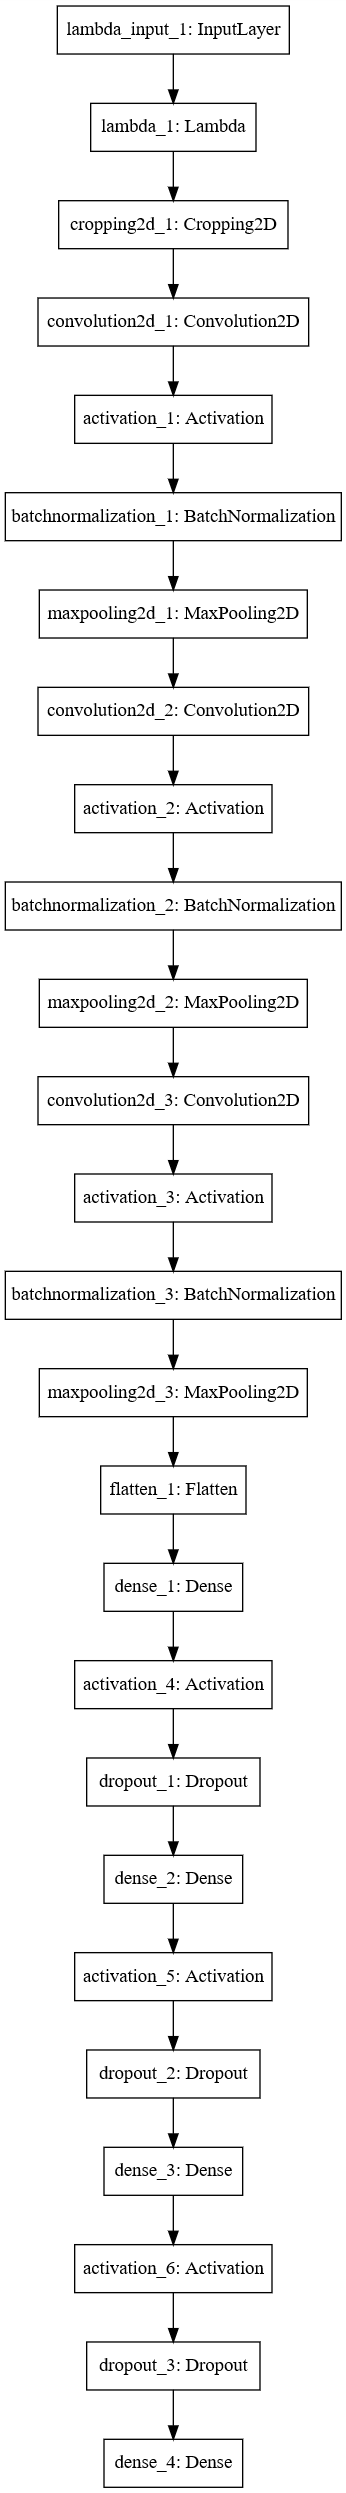 lambda_input_1: InputLayer
lambda_1: Lambda
cropping2d_1: Cropping2D
convolution2d_1: Convolution2D
activation_1: Activation
batchnormalization_1: BatchNormalization
maxpooling2d_1: MaxPooling2D
convolution2d_2: Convolution2D
activation_2: Activation
batchnormalization_2: BatchNormalization
maxpooling2d_2: MaxPooling2D
convolution2d_3: Convolution2D
activation_3: Activation
batchnormalization_3: BatchNormalization
maxpooling2d_3: MaxPooling2D
flatten_1: Flatten
dense_1: Dense
activation_4: Activation
dropout_1: Dropout
dense_2: Dense
activation_5: Activation
dropout_2: Dropout
dense_3: Dense
activation_6: Activation
dropout_3: Dropout
dense_4: Dense